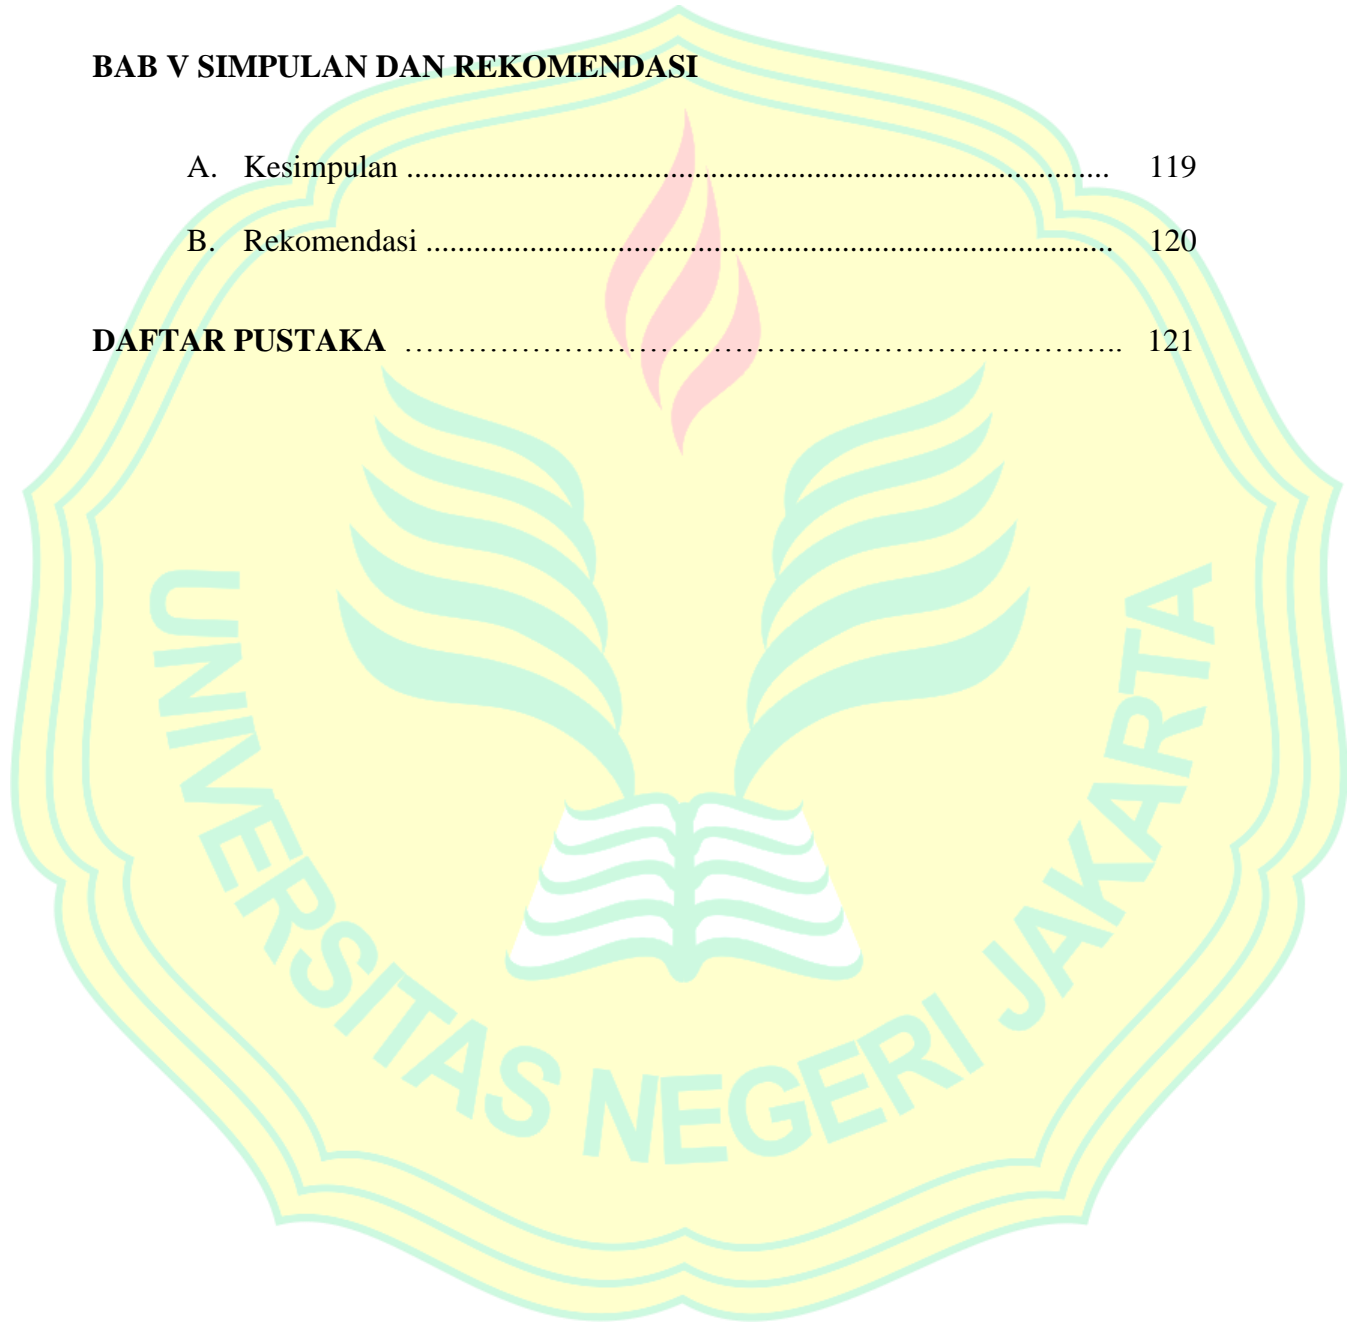 BAB V SIMPULAN DAN REKOMENDASI
A. Kesimpulan ........................................................................................ 119
B. Rekomendasi ...................................................................................... 120
DAFTAR PUSTAKA ……………………………………………………………….. 121
UNIVERSITAS NEGERI JAKARTA